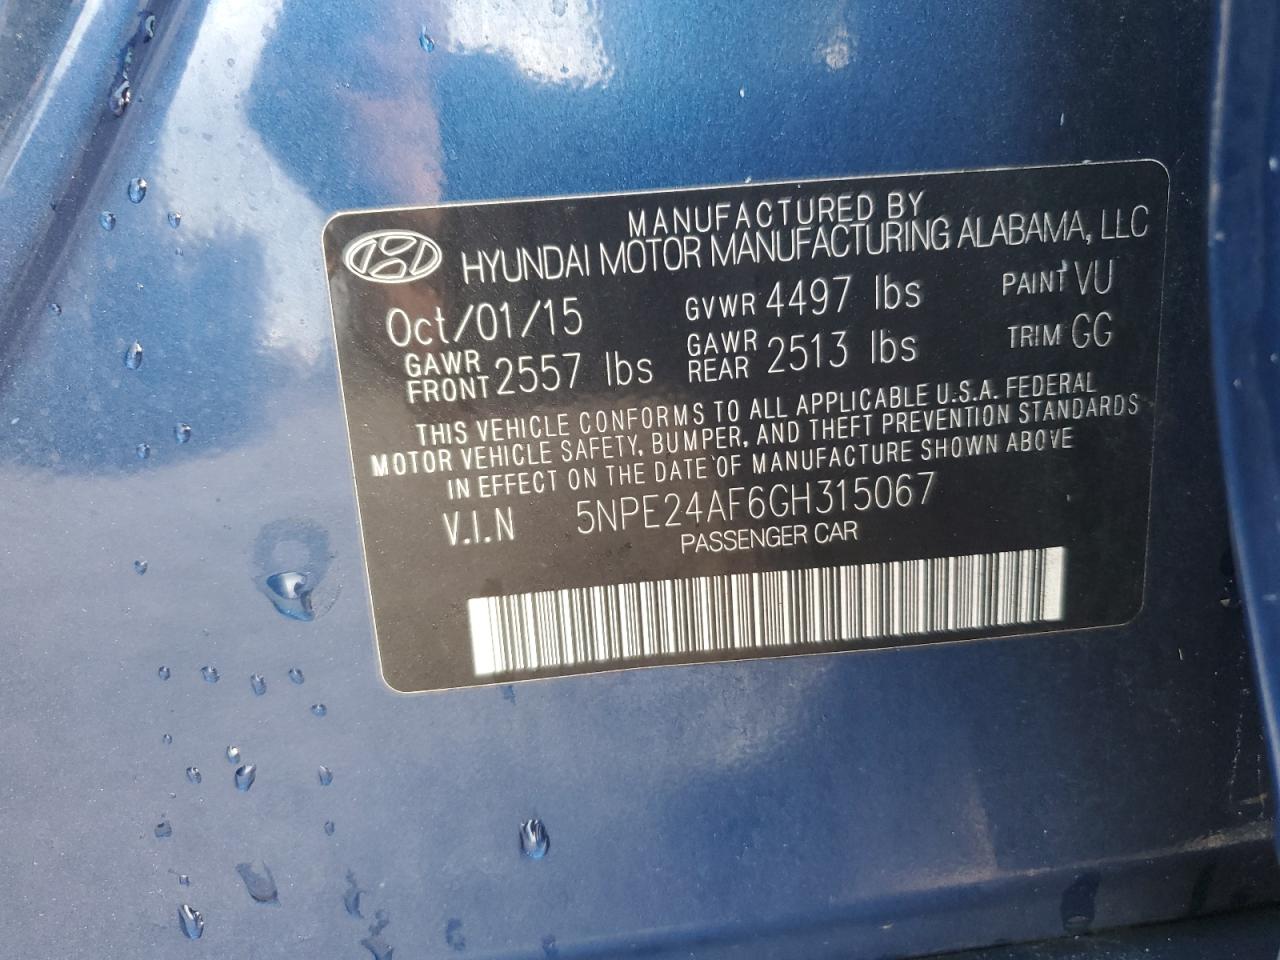 MANUFACTURED BY
HYUNDAI MOTOR MANUFACTURING ALABAMA, LLC
Oct/01/15 GVWR 4497 lbs PAINT VU
GAWR FRONT 2557 lbs GAWR REAR 2513 lbs TRIM GG
THIS VEHICLE CONFORMS TO ALL APPLICABLE U.S.A. FEDERAL
MOTOR VEHICLE SAFETY, BUMPER, AND THEFT PREVENTION STANDARDS
IN EFFECT ON THE DATE OF MANUFACTURE SHOWN ABOVE
V.I.N 5NPE24AF6GH315067
PASSENGER CAR